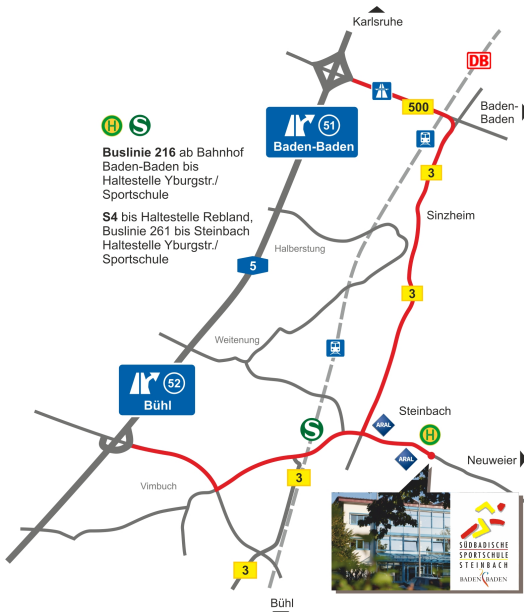 Karlsruhe
DB
500
Baden-
Baden
51
Baden-Baden
H
S
Buslinie 216 ab Bahnhof
Baden-Baden bis
Haltestelle Yburgstr./
Sportschule
S4 bis Haltestelle Rebland,
Buslinie 261 bis Steinbach
Haltestelle Yburgstr./
Sportschule
3
Sinzheim
Halberstung
5
3
Weitenung
52
Bühl
Steinbach
S
ARAL
H
ARAL
Neuweier
3
Vimbuch
3
SÜDBADISCHE
SPORTSCHULE
STEINBACH
BADEN BADEN
Bühl